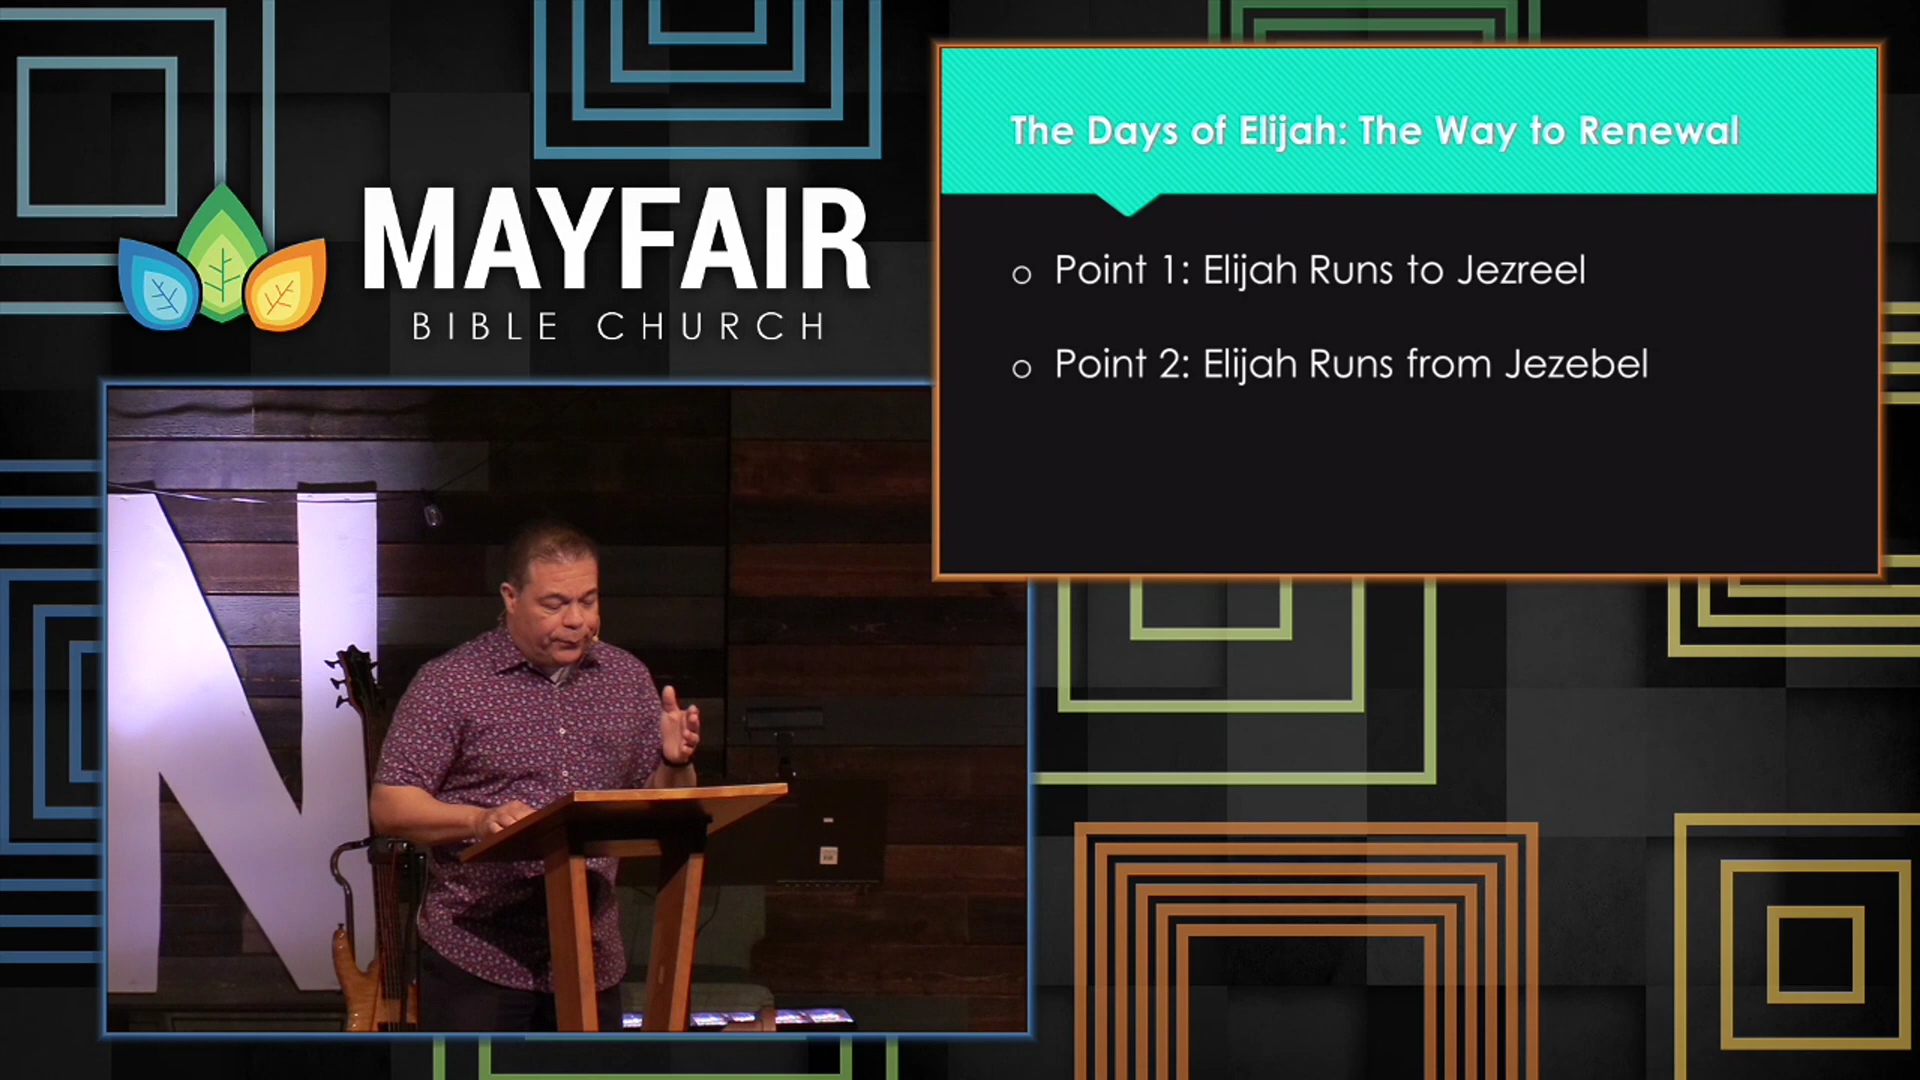 MAYFAIR
BIBLE CHURCH
The Days of Elijah: The Way to Renewal
Point 1: Elijah Runs to Jezreel
Point 2: Elijah Runs from Jezebel
N